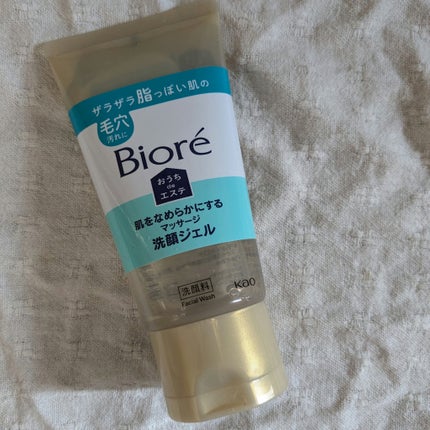 ザラザラ脂っぽい肌の
毛穴
汚れに
Bioré
おうち
de
エステ
肌をなめらかにする
マッサージ
洗顔ジェル
洗顔料
Facial Wash
Kao